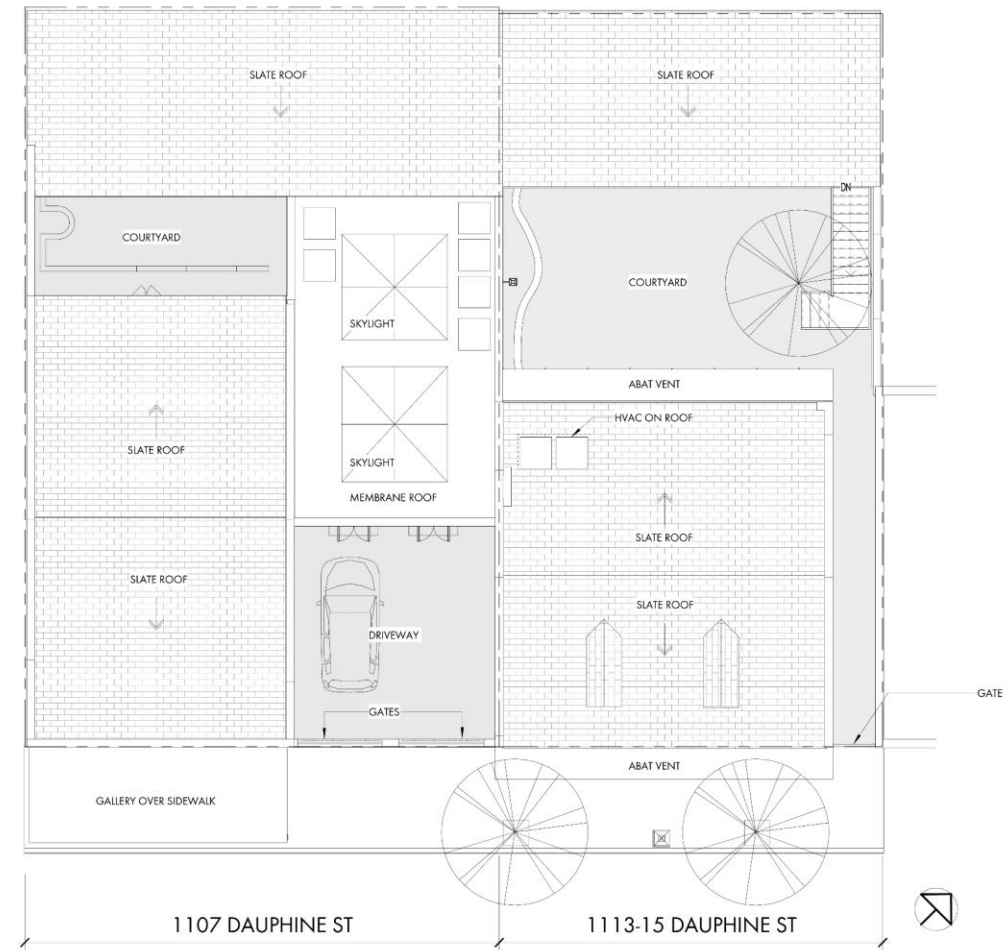 SLATE ROOF
SLATE ROOF
DN
COURTYARD
COURTYARD
SKYLIGHT
ABAT VENT
HVAC ON ROOF
SLATE ROOF
SKYLIGHT
MEMBRANE ROOF
SLATE ROOF
SLATE ROOF
SLATE ROOF
DRIVEWAY
GATE
GATES
ABAT VENT
GALLERY OVER SIDEWALK
1107 DAUPHINE ST
1113-15 DAUPHINE ST